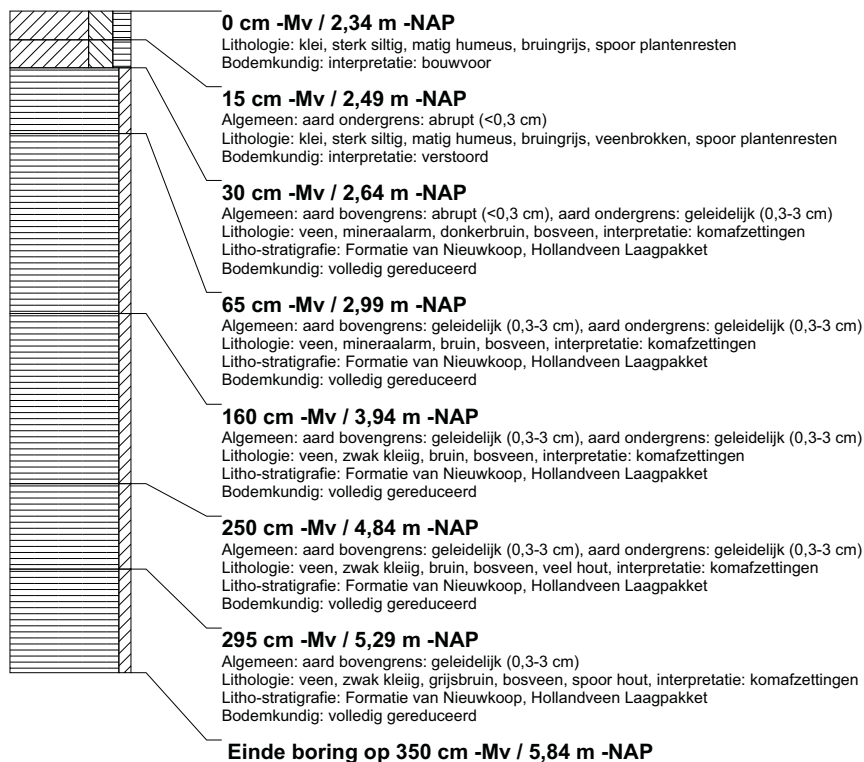 0 cm -Mv / 2,34 m -NAP
Lithologie: klei, sterk siltig, matig humeus, bruingrijs, spoor plantenresten
Bodemkundig: interpretatie: bouwvoor
15 cm -Mv / 2,49 m -NAP
Algemeen: aard ondergrens: abrupt (<0,3 cm)
Lithologie: klei, sterk siltig, matig humeus, bruingrijs, veenbrokken, spoor plantenresten
Bodemkundig: interpretatie: verstoord
30 cm -Mv / 2,64 m -NAP
Algemeen: aard bovengrens: abrupt (<0,3 cm), aard ondergrens: geleidelijk (0,3-3 cm)
Lithologie: veen, mineraalarm, donkerbruin, bosveen, interpretatie: komafzettingen
Litho-stratigrafie: Formatie van Nieuwkoop, Hollandveen Laagpakket
Bodemkundig: volledig gereduceerd
65 cm -Mv / 2,99 m -NAP
Algemeen: aard bovengrens: geleidelijk (0,3-3 cm), aard ondergrens: geleidelijk (0,3-3 cm)
Lithologie: veen, mineraalarm, bruin, bosveen, interpretatie: komafzettingen
Litho-stratigrafie: Formatie van Nieuwkoop, Hollandveen Laagpakket
Bodemkundig: volledig gereduceerd
160 cm -Mv / 3,94 m -NAP
Algemeen: aard bovengrens: geleidelijk (0,3-3 cm), aard ondergrens: geleidelijk (0,3-3 cm)
Lithologie: veen, zwak kleiig, bruin, bosveen, interpretatie: komafzettingen
Litho-stratigrafie: Formatie van Nieuwkoop, Hollandveen Laagpakket
Bodemkundig: volledig gereduceerd
250 cm -Mv / 4,84 m -NAP
Algemeen: aard bovengrens: geleidelijk (0,3-3 cm), aard ondergrens: geleidelijk (0,3-3 cm)
Lithologie: veen, zwak kleiig, bruin, bosveen, veel hout, interpretatie: komafzettingen
Litho-stratigrafie: Formatie van Nieuwkoop, Hollandveen Laagpakket
Bodemkundig: volledig gereduceerd
295 cm -Mv / 5,29 m -NAP
Algemeen: aard bovengrens: geleidelijk (0,3-3 cm)
Lithologie: veen, zwak kleiig, grijsbruin, bosveen, spoor hout, interpretatie: komafzettingen
Litho-stratigrafie: Formatie van Nieuwkoop, Hollandveen Laagpakket
Bodemkundig: volledig gereduceerd
Einde boring op 350 cm -Mv / 5,84 m -NAP